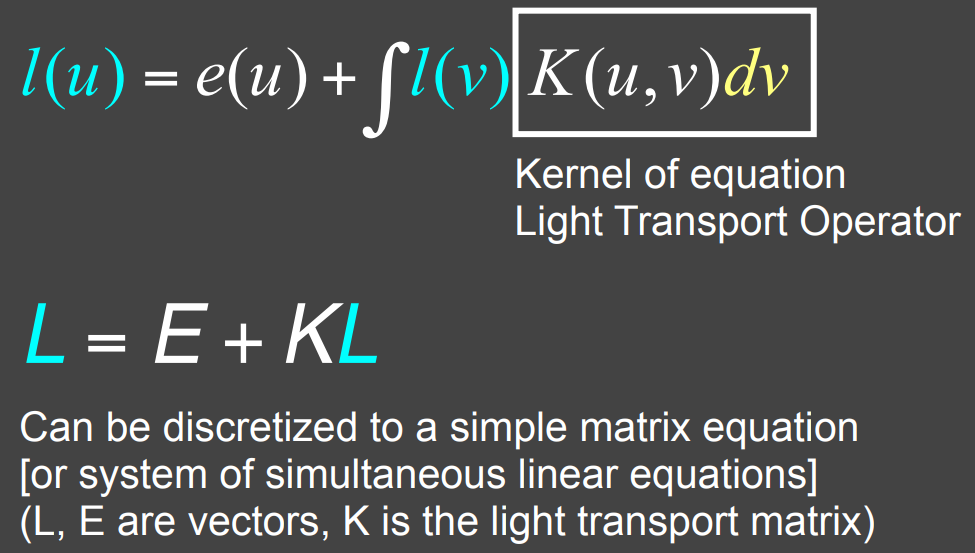 l(u) = e(u) + ∫l(v) K(u,v)dv
Kernel of equation
Light Transport Operator
L = E + KL
Can be discretized to a simple matrix equation
[or system of simultaneous linear equations]
(L, E are vectors, K is the light transport matrix)